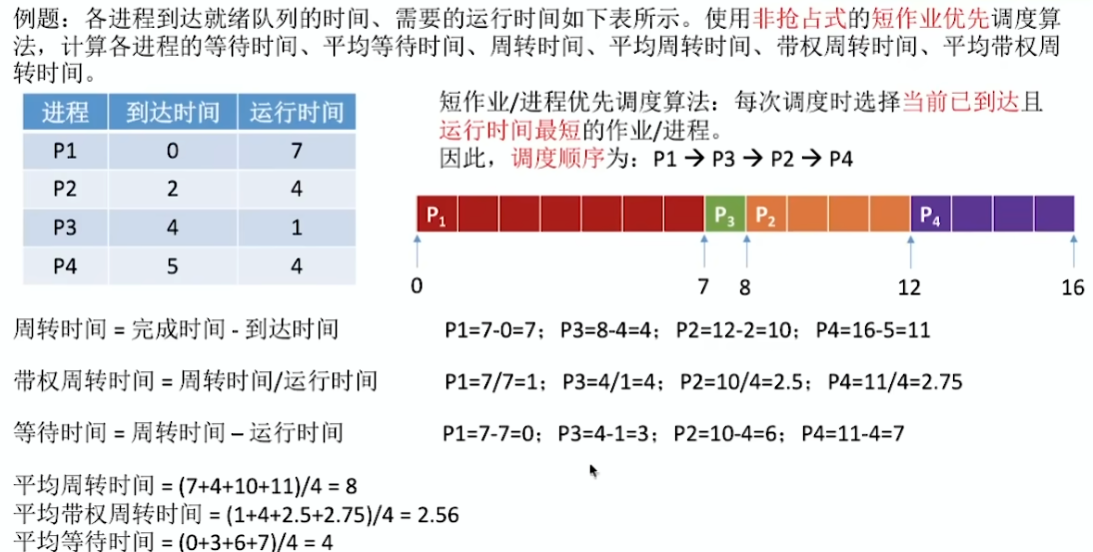 例题：各进程到达就绪队列的时间、需要的运行时间如下表所示。使用非抢占式的短作业优先调度算
法，计算各进程的等待时间、平均等待时间、周转时间、平均周转时间、带权周转时间、平均带权周
转时间。
进程 到达时间 运行时间
P1 0 7
P2 2 4
P3 4 1
P4 5 4
短作业/进程优先调度算法：每次调度时选择当前已到达且
运行时间最短的作业/进程。
因此，调度顺序为：P1 → P3 → P2 → P4
P1 P3 P2 P4
0 7 8 12 16
周转时间 = 完成时间 - 到达时间 P1=7-0=7；P3=8-4=4；P2=12-2=10；P4=16-5=11
带权周转时间 = 周转时间/运行时间 P1=7/7=1；P3=4/1=4；P2=10/4=2.5；P4=11/4=2.75
等待时间 = 周转时间 – 运行时间 P1=7-7=0；P3=4-1=3；P2=10-4=6；P4=11-4=7
平均周转时间 = (7+4+10+11)/4 = 8
平均带权周转时间 = (1+4+2.5+2.75)/4 = 2.56
平均等待时间 = (0+3+6+7)/4 = 4